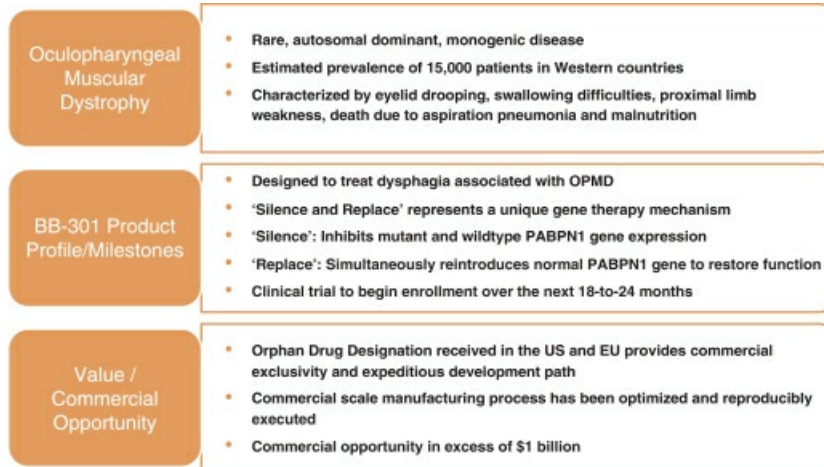 Oculopharyngeal
Muscular
Dystrophy
• Rare, autosomal dominant, monogenic disease
• Estimated prevalence of 15,000 patients in Western countries
• Characterized by eyelid drooping, swallowing difficulties, proximal limb
weakness, death due to aspiration pneumonia and malnutrition
BB-301 Product
Profile/Milestones
• Designed to treat dysphagia associated with OPMD
• ‘Silence and Replace’ represents a unique gene therapy mechanism
• ‘Silence’: Inhibits mutant and wildtype PABPN1 gene expression
• ‘Replace’: Simultaneously reintroduces normal PABPN1 gene to restore function
• Clinical trial to begin enrollment over the next 18-to-24 months
Value /
Commercial
Opportunity
• Orphan Drug Designation received in the US and EU provides commercial
exclusivity and expeditious development path
• Commercial scale manufacturing process has been optimized and reproducibly
executed
• Commercial opportunity in excess of $1 billion